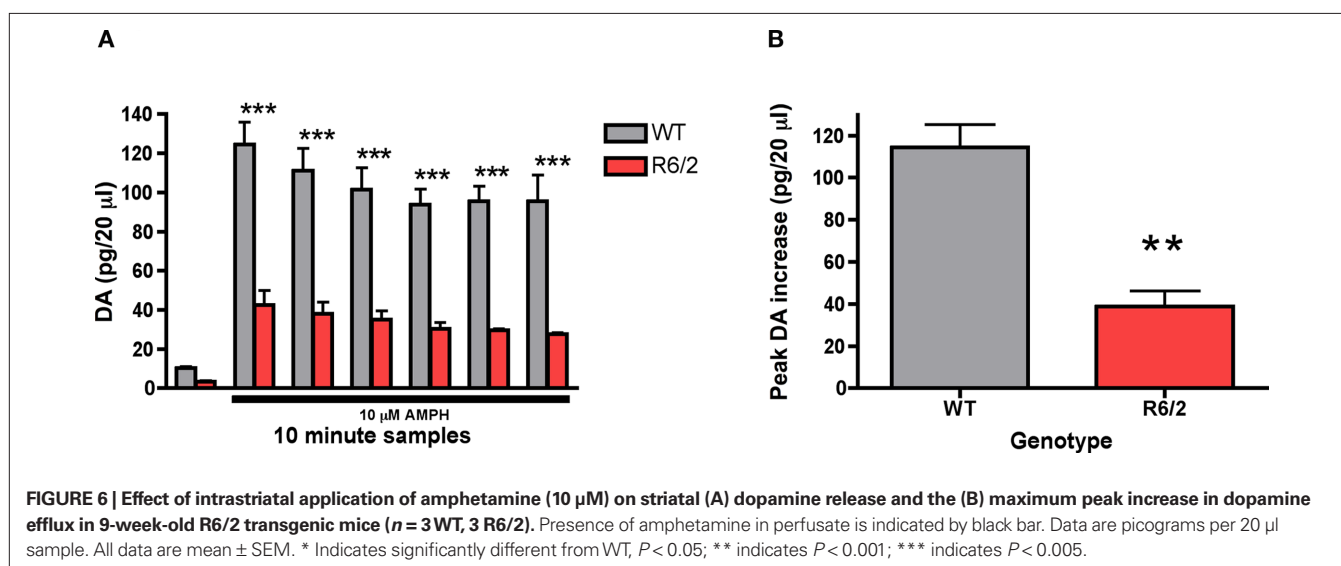 A
B
***
***
***
***
***
***
140
120
100
80
60
40
20
0
DA (pg/20 µl)
WT
R6/2
10 µM AMPH
10 minute samples
Peak DA increase (pg/20 µl)
120
100
80
60
40
20
0
**
WT
R6/2
Genotype
FIGURE 6 | Effect of intrastriatal application of amphetamine (10 µM) on striatal (A) dopamine release and the (B) maximum peak increase in dopamine
efflux in 9-week-old R6/2 transgenic mice (n = 3 WT, 3 R6/2). Presence of amphetamine in perfusate is indicated by black bar. Data are picograms per 20 µl
sample. All data are mean ± SEM. * Indicates significantly different from WT, P < 0.05; ** indicates P < 0.001; *** indicates P < 0.005.